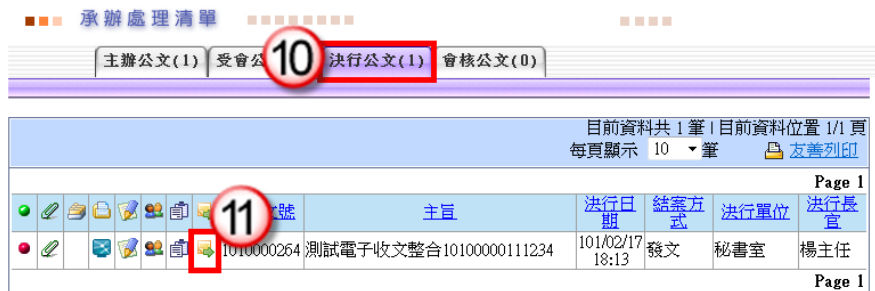 承辦處理清單
主辦公文(1) 受會公 10 決行公文(1) 會核公文(0)
目前資料共 1 筆 | 目前資料位置 1/1 頁
每頁顯示 10 筆 友善列印
Page 1
11 文號 主旨 決行日期 結案方式 決行單位 決行長官
1010000264 測試電子收文整合10100000111234 101/02/17 18:13 發文 秘書室 楊主任
Page 1